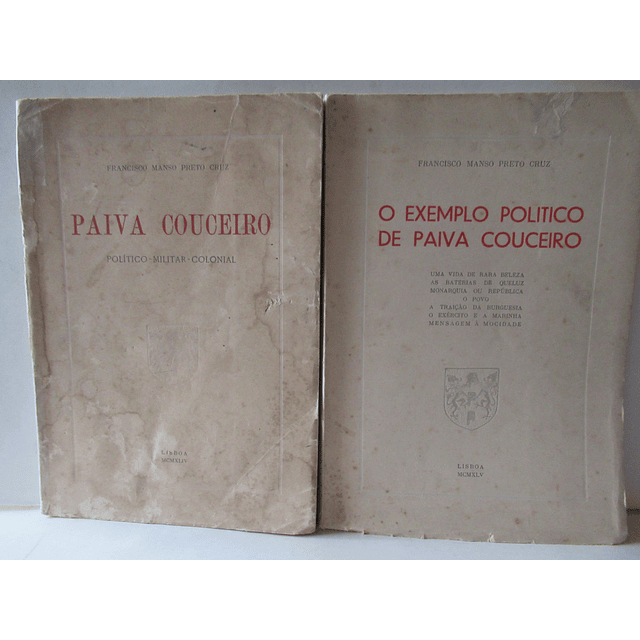 FRANCISCO MANSO PRETO CRUZ
PAIVA COUCEIRO
POLÍTICO-MILITAR-COLONIAL
LISBOA
MCMXLIV
FRANCISCO MANSO PRETO CRUZ
O EXEMPLO POLITICO
DE PAIVA COUCEIRO
UMA VIDA DE RARA BELEZA
AS BATERIAS DE QUELUZ
MONARQUIA OU REPÚBLICA
O POVO
A TRAIÇÃO DA BURGUESIA
O EXÉRCITO E A MARINHA
MENSAGEM À MOCIDADE
LISBOA
MCMXLV